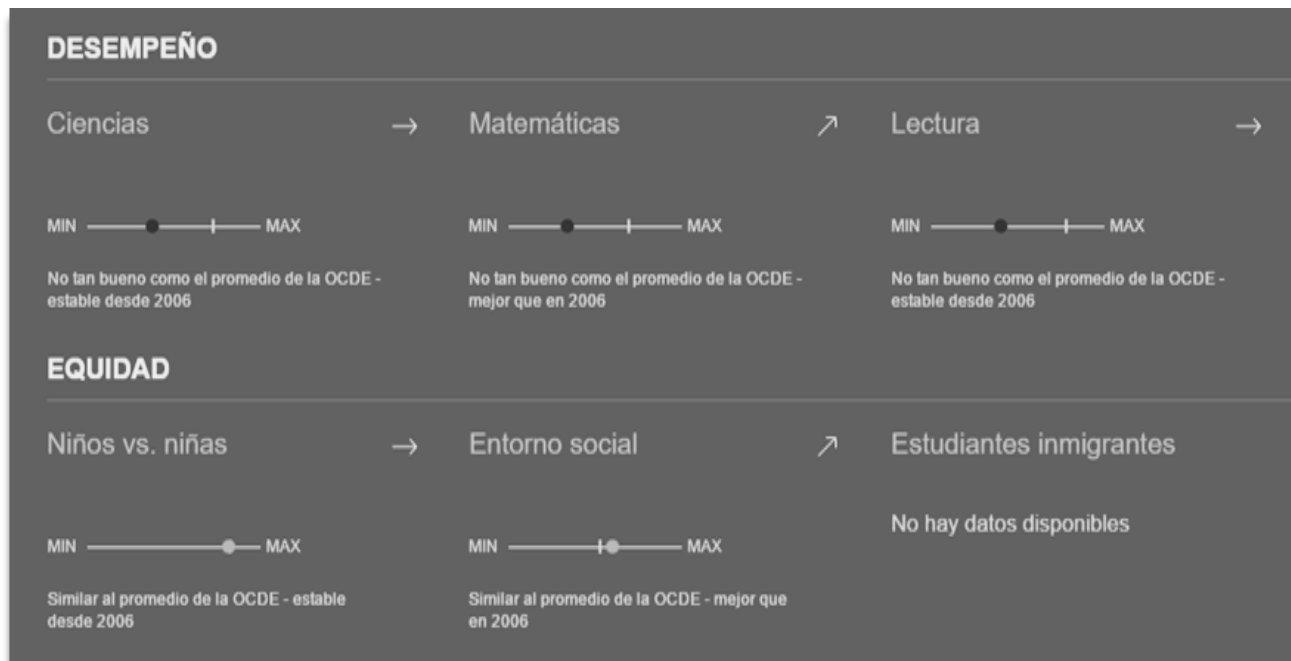 DESEMPEÑO
Ciencias → Matemáticas ↗ Lectura →
MIN MAX MIN MAX MIN MAX
No tan bueno como el promedio de la OCDE -
estable desde 2006
No tan bueno como el promedio de la OCDE -
mejor que en 2006
No tan bueno como el promedio de la OCDE -
estable desde 2006
EQUIDAD
Niños vs. niñas → Entorno social ↗ Estudiantes inmigrantes
MIN MAX MIN MAX No hay datos disponibles
Similar al promedio de la OCDE - estable
desde 2006
Similar al promedio de la OCDE - mejor que
en 2006